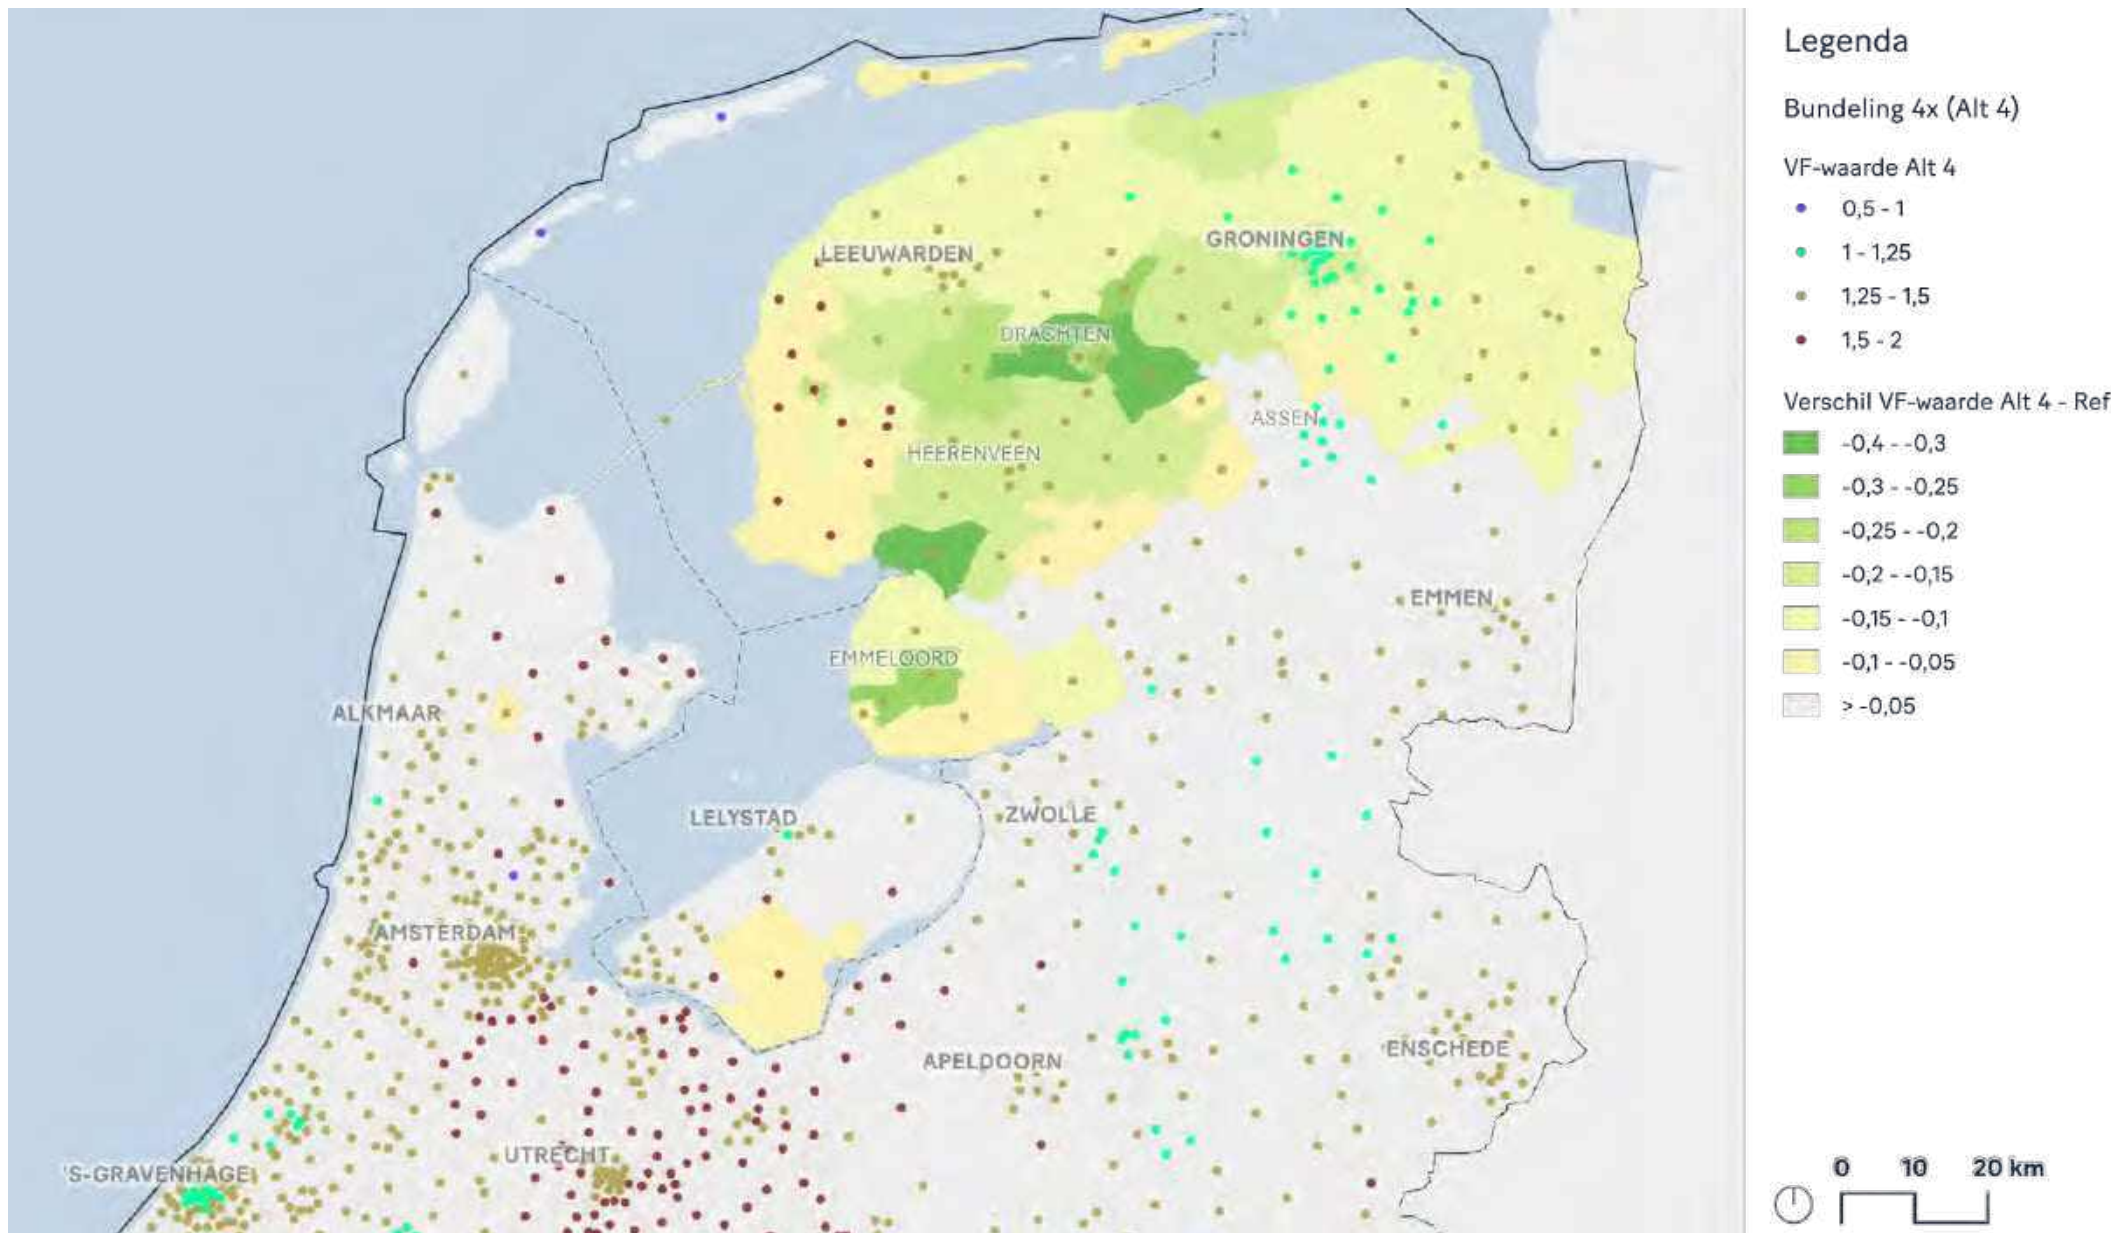 LEEUWARDEN
GRONINGEN
DRACHTEN
ASSEN
HEERENVEEN
EMMEN
EMMELOORD
ALKMAAR
LELYSTAD
ZWOLLE
AMSTERDAM
APELDOORN
ENSCHEDE
UTRECHT
'S-GRAVENHAGE
Legenda
Bundeling 4x (Alt 4)
VF-waarde Alt 4
0,5 - 1
1 - 1,25
1,25 - 1,5
1,5 - 2
Verschil VF-waarde Alt 4 - Ref
-0,4 - -0,3
-0,3 - -0,25
-0,25 - -0,2
-0,2 - -0,15
-0,15 - -0,1
-0,1 - -0,05
> -0,05
0 10 20 km